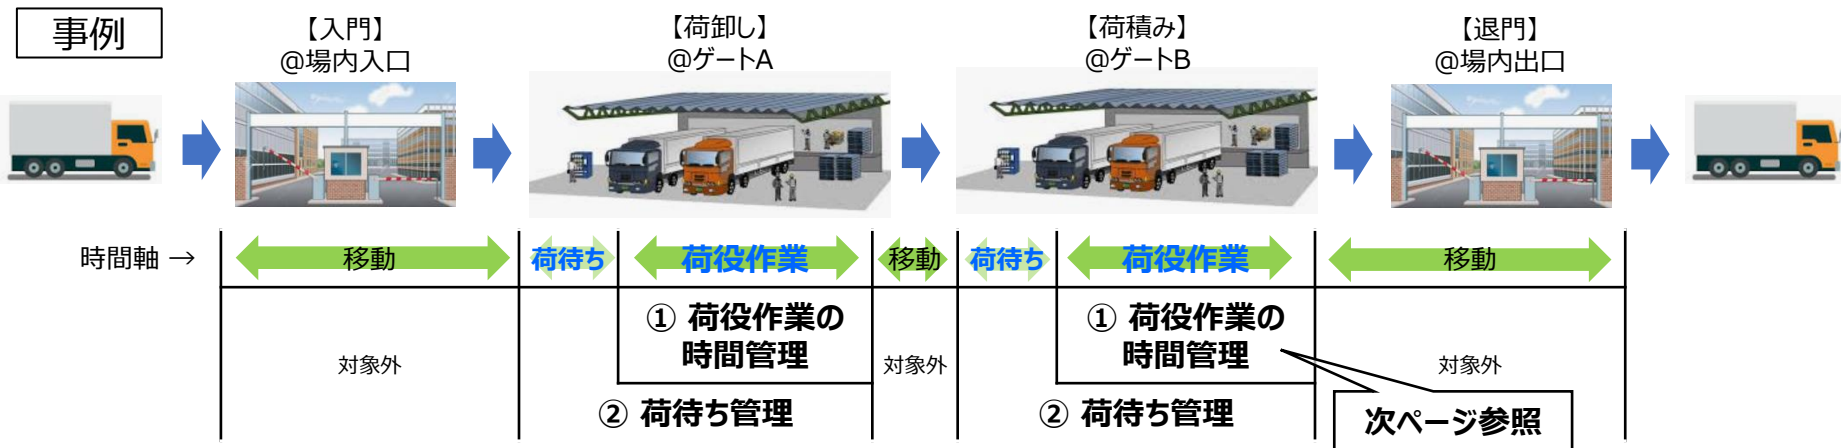 事例
【入門】
@場内入口
【荷卸し】
@ゲートA
【荷積み】
@ゲートB
【退門】
@場内出口
時間軸 →
移動
荷待ち
荷役作業
移動
荷待ち
荷役作業
移動
対象外
① 荷役作業の
時間管理
② 荷待ち管理
対象外
① 荷役作業の
時間管理
② 荷待ち管理
対象外
次ページ参照